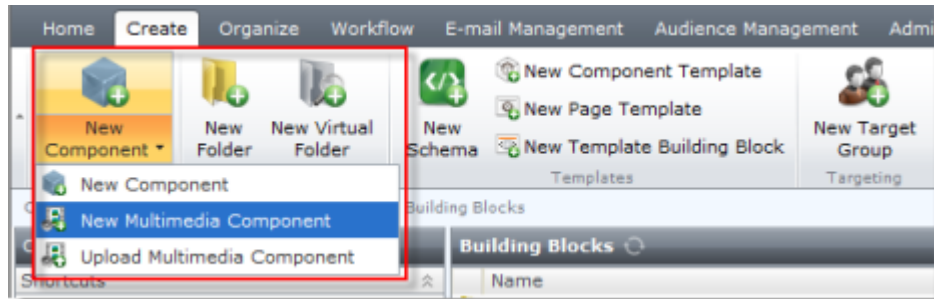 Home Create Organize Workflow E-mail Management Audience Management
New Component
New Folder
New Virtual Folder
New Schema
New Component Template
New Page Template
New Template Building Block
Templates
New Target Group
Targeting
New Component
New Multimedia Component
Upload Multimedia Component
Building Blocks
Building Blocks
Shortcuts
Name